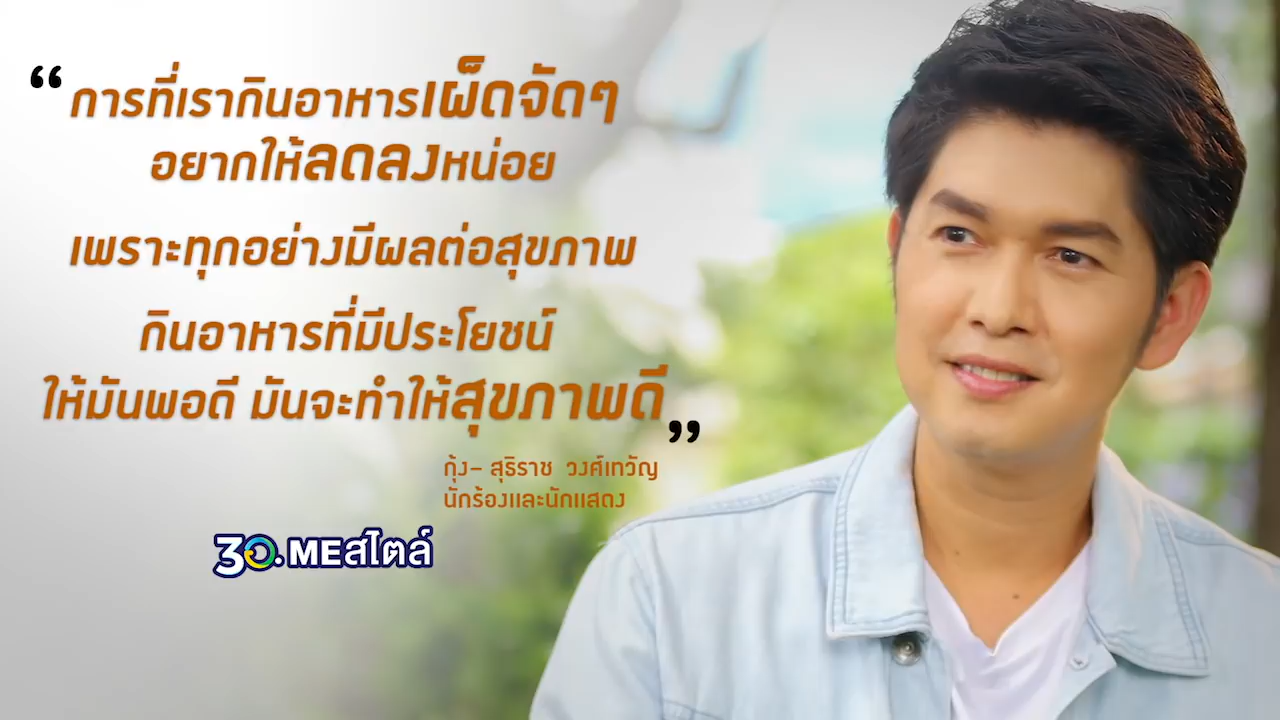 “ การที่เรากินอาหารเผ็ดจัดๆ
อยากให้ลดลงหน่อย
เพราะทุกอย่างมีผลต่อสุขภาพ
กินอาหารที่มีประโยชน์
ให้มันพอดี มันจะทำให้สุขภาพดี ”
กุ้ง- สุธิราช วงศ์เทวัญ
นักร้องและนักแสดง
30. MEสไตล์